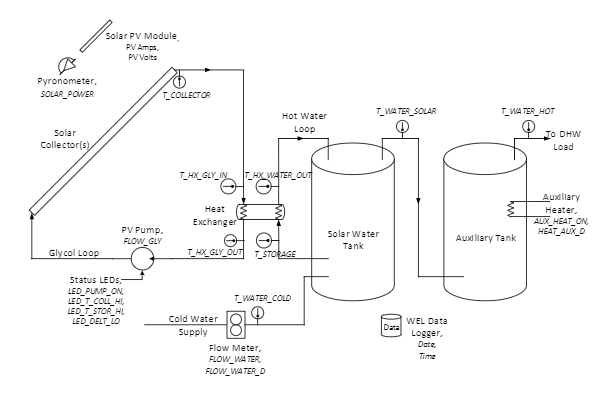 Solar PV Module,
PV Amps,
PV Volts
Pyronometer,
SOLAR_POWER
T_COLLECTOR
Solar
Collector(s)
Hot Water
Loop
T_WATER_SOLAR
T_WATER_HOT
To DHW
Load
T_HX_GLY_IN
T_HX_WATER_OUT
Heat
Exchanger
Auxiliary
Heater,
AUX_HEAT_ON,
HEAT_AUX_D
PV Pump,
FLOW_GLY
Solar Water
Tank
Auxiliary Tank
Glycol Loop
T_HX_GLY_OUT
T_STORAGE
Status LEDs,
LED_PUMP_ON,
LED_T_COLL_HI,
LED_T_STOR_HI,
LED_DELT_LO
T_WATER_COLD
Cold Water
Supply
Flow Meter,
FLOW_WATER,
FLOW_WATER_D
Data
WEL Data
Logger,
Date,
Time